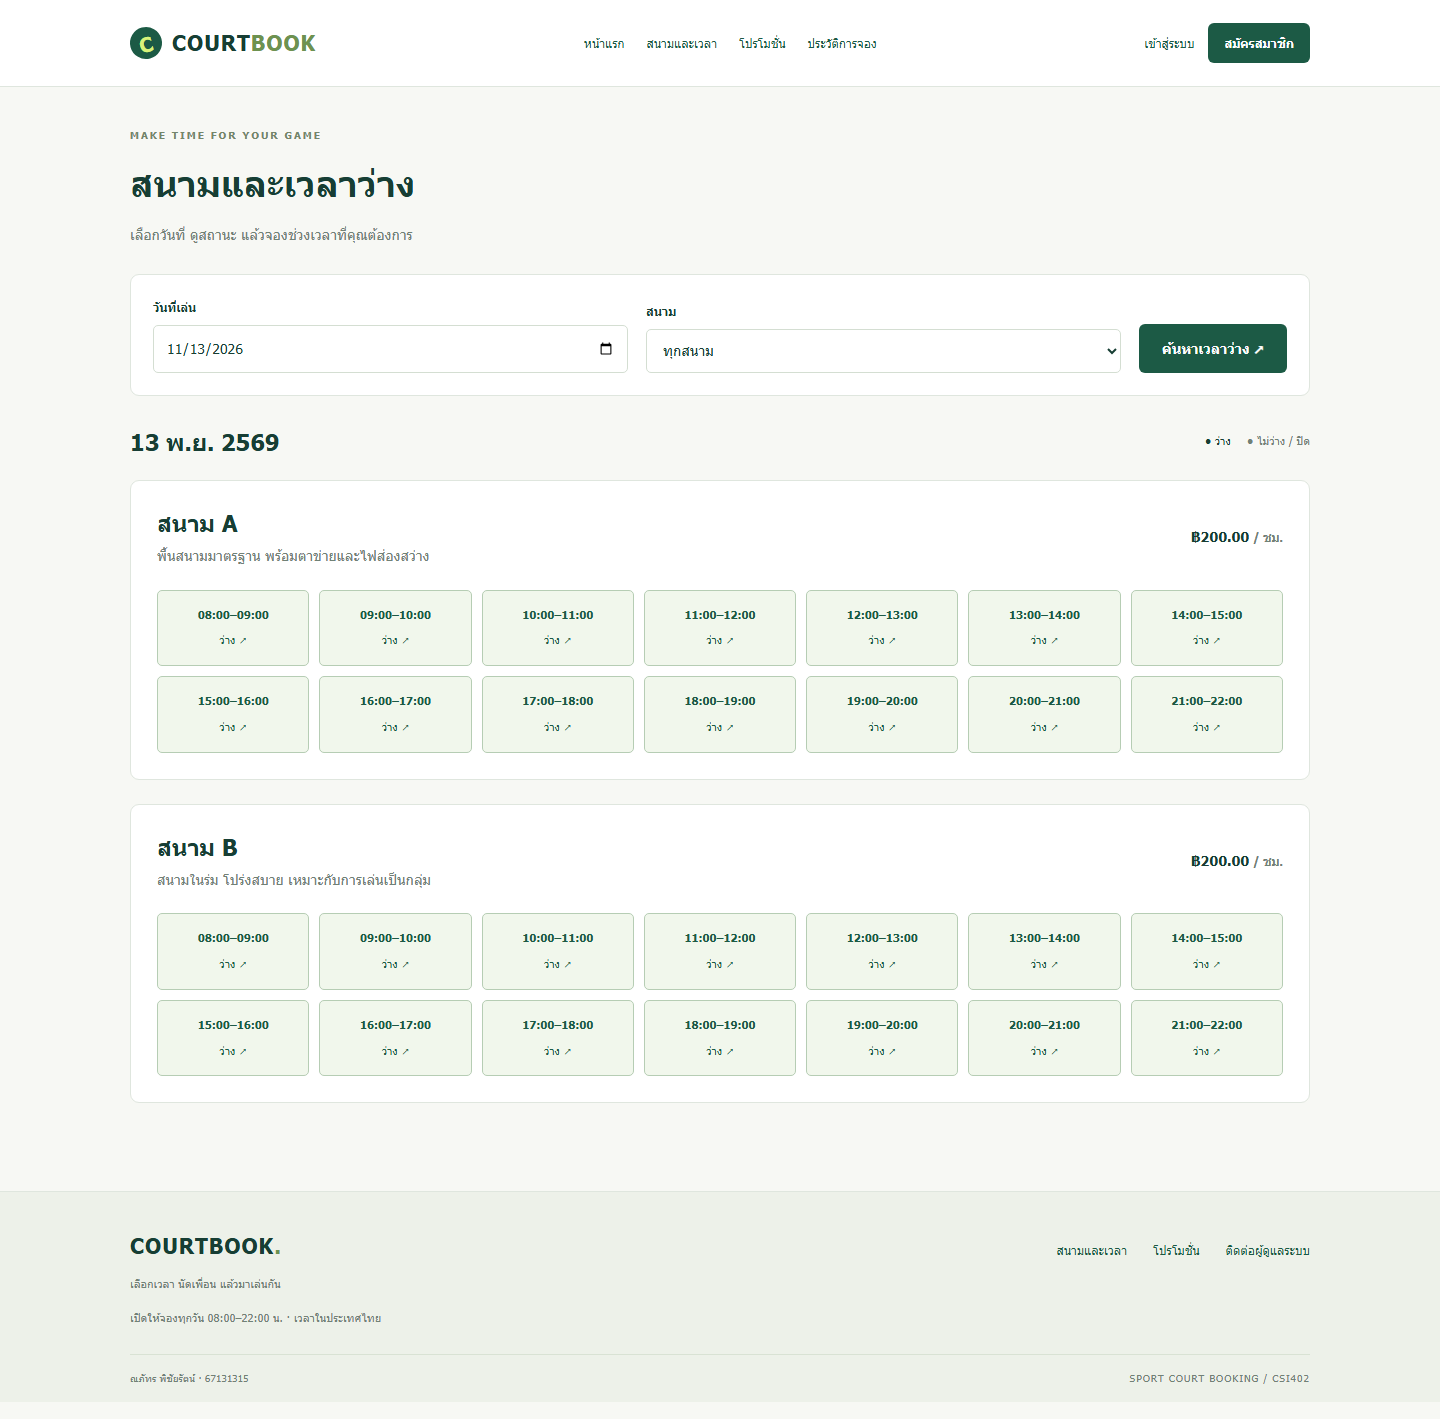 C COURTBOOK
หน้าแรก สนามและเวลา โปรโมชั่น ประวัติการจอง
เข้าสู่ระบบ สมัครสมาชิก
MAKE TIME FOR YOUR GAME
สนามและเวลาว่าง
เลือกวันที่ ดูสถานะ แล้วจองช่วงเวลาที่คุณต้องการ
วันที่เล่น
11/13/2026
สนาม
ทุกสนาม
ค้นหาเวลาว่าง ↗
13 พ.ย. 2569
● ว่าง ● ไม่ว่าง / ปิด
สนาม A
พื้นสนามมาตรฐาน พร้อมตาข่ายและไฟส่องสว่าง
฿200.00 / ชม.
08:00–09:00 09:00–10:00 10:00–11:00 11:00–12:00 12:00–13:00 13:00–14:00 14:00–15:00
ว่าง ↗ ว่าง ↗ ว่าง ↗ ว่าง ↗ ว่าง ↗ ว่าง ↗ ว่าง ↗
15:00–16:00 16:00–17:00 17:00–18:00 18:00–19:00 19:00–20:00 20:00–21:00 21:00–22:00
ว่าง ↗ ว่าง ↗ ว่าง ↗ ว่าง ↗ ว่าง ↗ ว่าง ↗ ว่าง ↗
สนาม B
สนามในร่ม โปร่งสบาย เหมาะกับการเล่นเป็นกลุ่ม
฿200.00 / ชม.
08:00–09:00 09:00–10:00 10:00–11:00 11:00–12:00 12:00–13:00 13:00–14:00 14:00–15:00
ว่าง ↗ ว่าง ↗ ว่าง ↗ ว่าง ↗ ว่าง ↗ ว่าง ↗ ว่าง ↗
15:00–16:00 16:00–17:00 17:00–18:00 18:00–19:00 19:00–20:00 20:00–21:00 21:00–22:00
ว่าง ↗ ว่าง ↗ ว่าง ↗ ว่าง ↗ ว่าง ↗ ว่าง ↗ ว่าง ↗
COURTBOOK.
เลือกเวลา นัดเพื่อน แล้วมาเล่นกัน
เปิดให้จองทุกวัน 08:00–22:00 น. · เวลาในประเทศไทย
สนามและเวลา โปรโมชั่น ติดต่อผู้ดูแลระบบ
ณภัทร พิชัยรัตน์ · 67131315
SPORT COURT BOOKING / CSI402